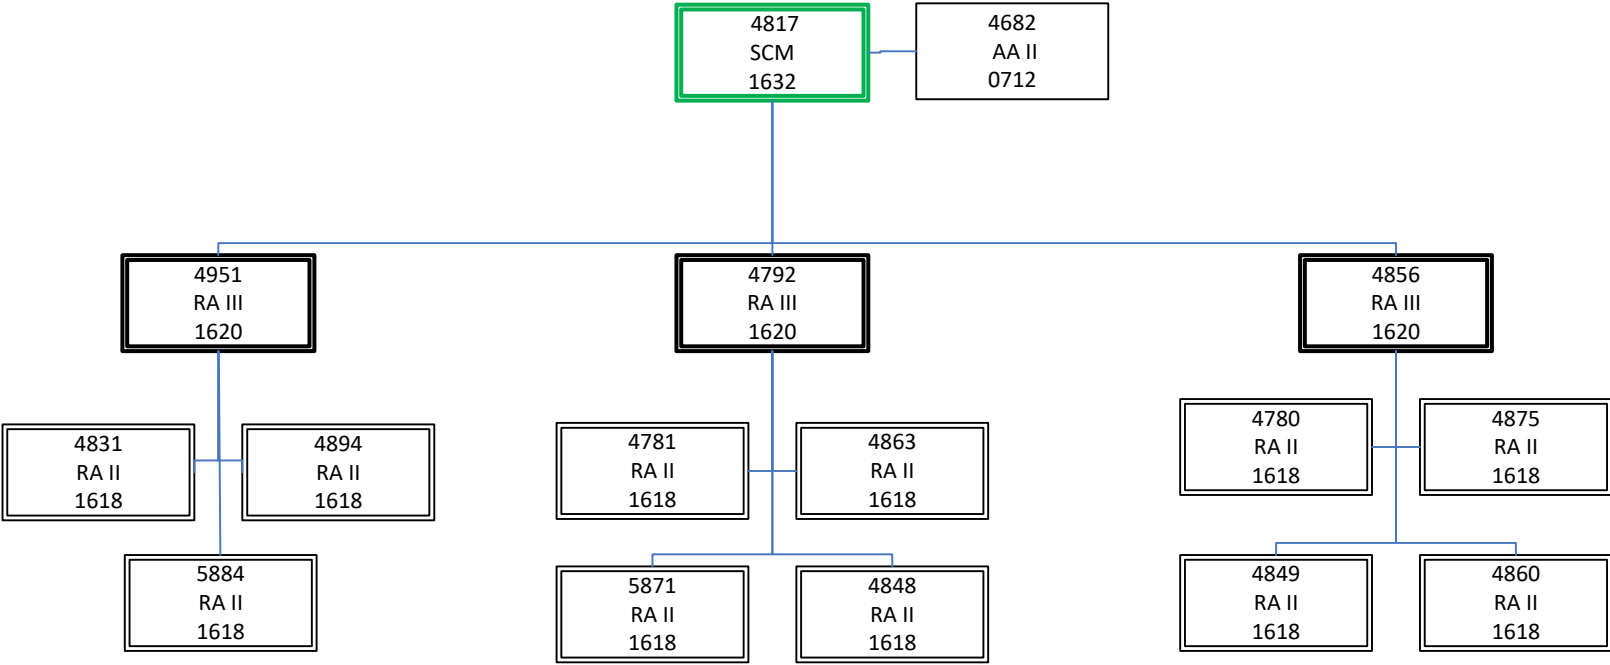 4817
SCM
1632
4682
AA II
0712
4951
RA III
1620
4792
RA III
1620
4856
RA III
1620
4831
RA II
1618
4894
RA II
1618
4781
RA II
1618
4863
RA II
1618
4780
RA II
1618
4875
RA II
1618
5884
RA II
1618
5871
RA II
1618
4848
RA II
1618
4849
RA II
1618
4860
RA II
1618